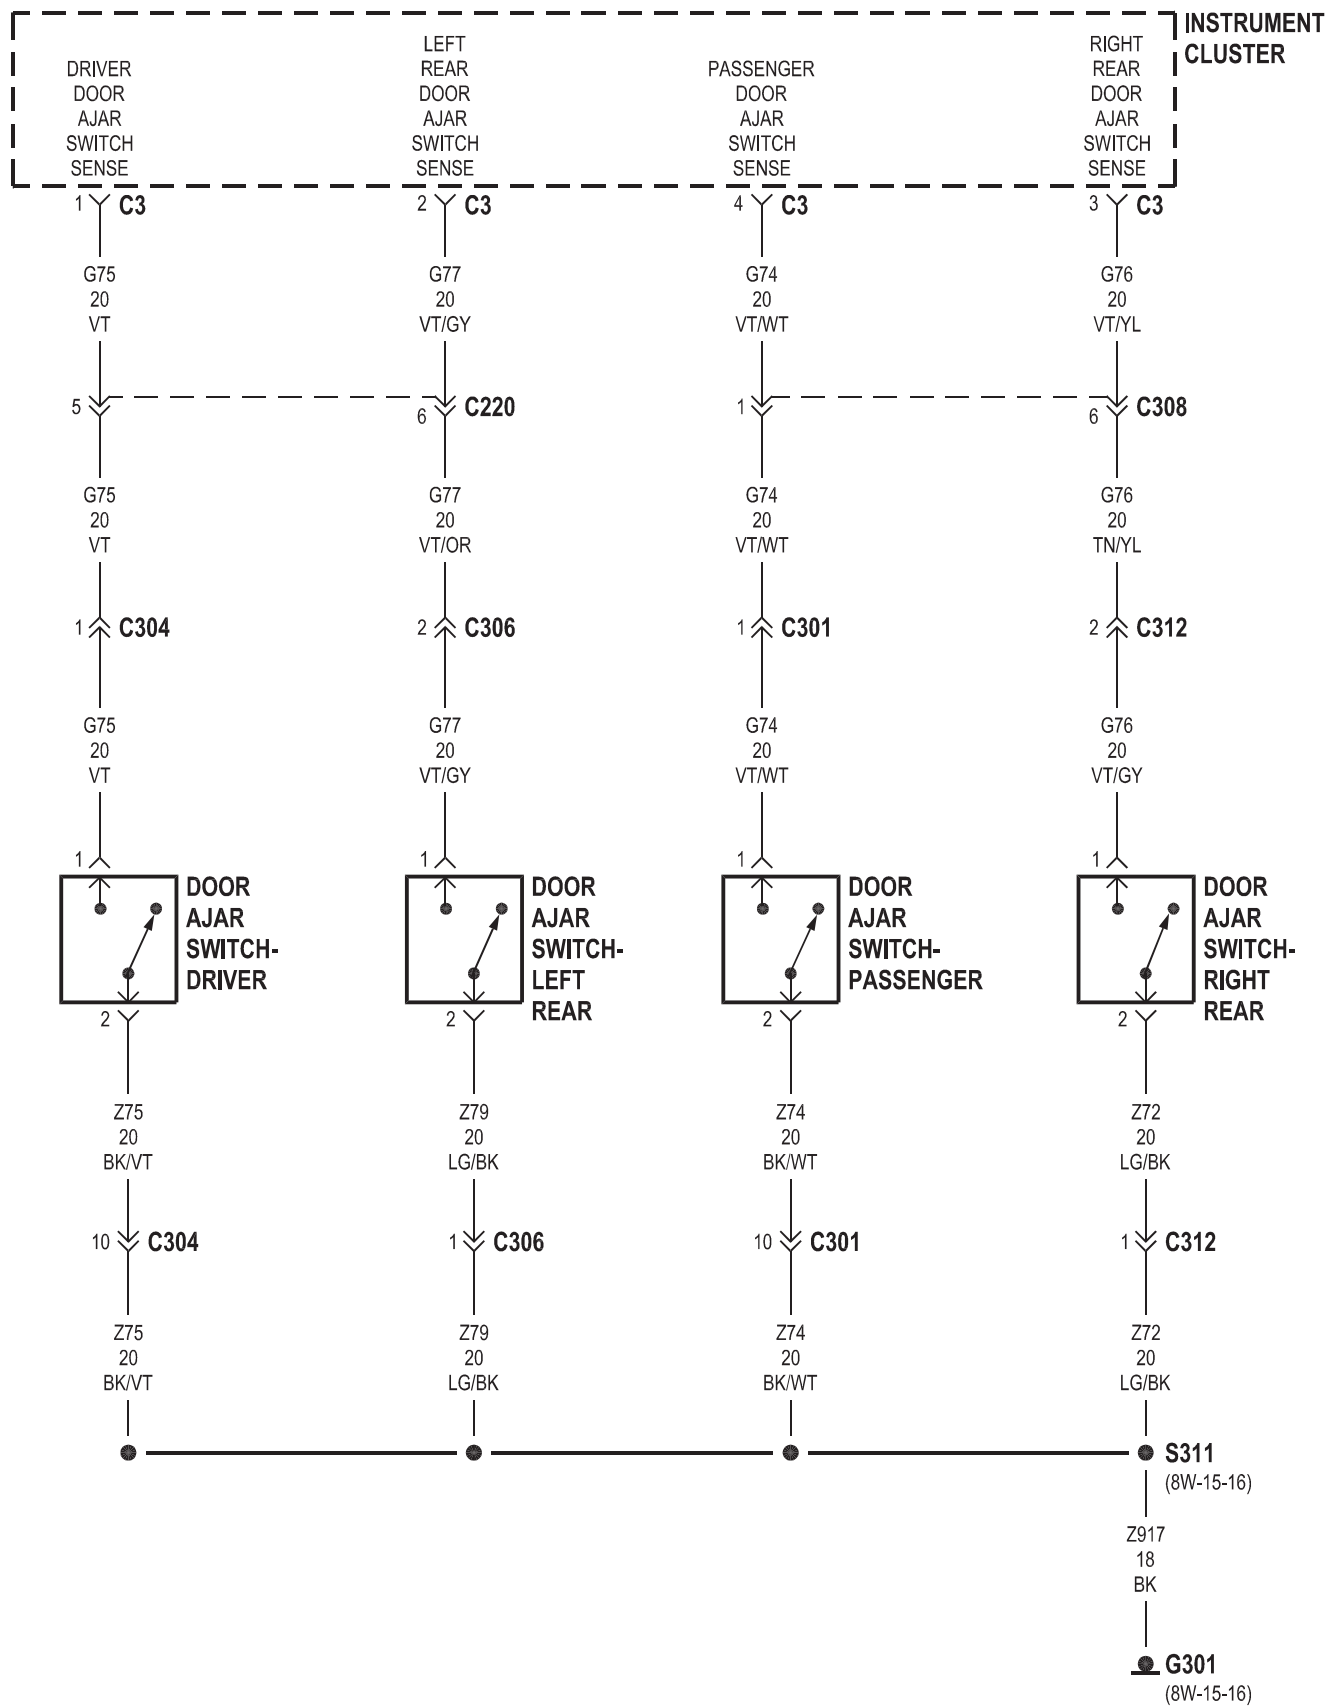 INSTRUMENT
CLUSTER
DRIVER
DOOR
AJAR
SWITCH
SENSE
LEFT
REAR
DOOR
AJAR
SWITCH
SENSE
PASSENGER
DOOR
AJAR
SWITCH
SENSE
RIGHT
REAR
DOOR
AJAR
SWITCH
SENSE
1 C3
2 C3
4 C3
3 C3
G75
20
VT
G77
20
VT/GY
G74
20
VT/WT
G76
20
VT/YL
5
6 C220
1
6 C308
G75
20
VT
G77
20
VT/OR
G74
20
VT/WT
G76
20
TN/YL
1 C304
2 C306
1 C301
2 C312
G75
20
VT
G77
20
VT/GY
G74
20
VT/WT
G76
20
VT/GY
1
1
1
1
DOOR
AJAR
SWITCH-
DRIVER
DOOR
AJAR
SWITCH-
LEFT
REAR
DOOR
AJAR
SWITCH-
PASSENGER
DOOR
AJAR
SWITCH-
RIGHT
REAR
2
2
2
2
Z75
20
BK/VT
Z79
20
LG/BK
Z74
20
BK/WT
Z72
20
LG/BK
10 C304
1 C306
10 C301
1 C312
Z75
20
BK/VT
Z79
20
LG/BK
Z74
20
BK/WT
Z72
20
LG/BK
S311
(8W-15-16)
Z917
18
BK
G301
(8W-15-16)